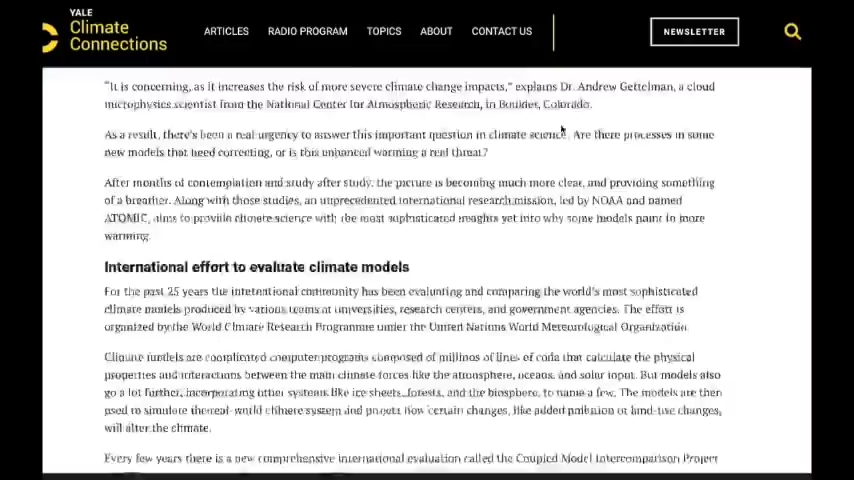 YALE
Climate
Connections
ARTICLES RADIO PROGRAM TOPICS ABOUT CONTACT US
NEWSLETTER
“It is concerning, as it increases the risk of more severe climate change impacts,” explains Dr. Andrew Gettelman, a cloud
microphysics scientist from the National Center for Atmospheric Research, in Boulder, Colorado.
As a result, there’s been a real urgency to answer this important question in climate science: Are there processes in some
new models that need correcting, or is this enhanced warming a real threat?
After months of contemplation and study after study, the picture is becoming much more clear, and providing something
of a breather. Along with those studies, an unprecedented international research mission, led by NOAA and named
ATOMIC, aims to provide climate science with the most sophisticated insights yet into why some models point to more
warming.
International effort to evaluate climate models
For the past 25 years the international community has been evaluating and comparing the world’s most sophisticated
climate models produced by various teams at universities, research centers, and government agencies. The effort is
organized by the World Climate Research Programme under the United Nations World Meteorological Organization.
Climate models are complicated computer programs composed of millions of lines of code that calculate the physical
properties and interactions between the main climate forces like the atmosphere, oceans, and solar input. But models also
go a lot further, incorporating other systems like ice sheets, forests, and the biosphere, to name a few. The models are then
used to simulate the real-world climate system and project how certain changes, like added pollution or land-use changes,
will alter the climate.
Every few years there is a new comprehensive international evaluation called the Coupled Model Intercomparison Project